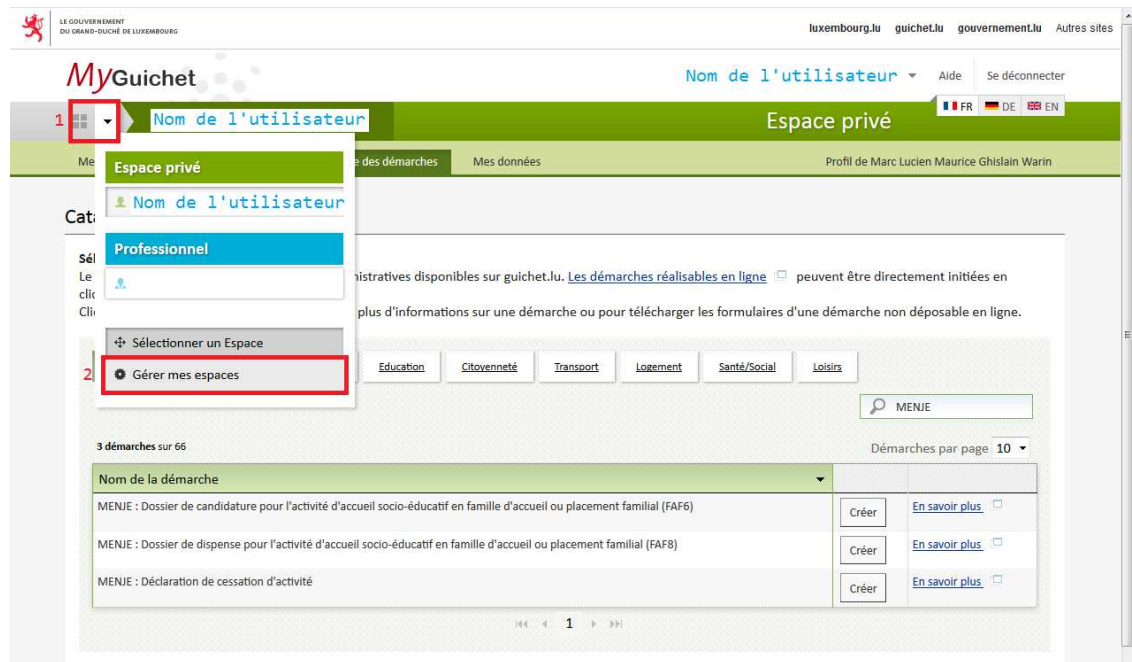 LE GOUVERNEMENT
DU GRAND-DUCHÉ DE LUXEMBOURG
luxembourg.lu guichet.lu gouvernement.lu Autres sites
MyGuichet
Nom de l'utilisateur Aide Se déconnecter
FR DE EN
1 Nom de l'utilisateur Espace privé
Me e des démarches Mes données Profil de Marc Lucien Maurice Ghislain Warin
Espace privé
Nom de l'utilisateur
Cat
Professionnel
Sél
Le nistratives disponibles sur guichet.lu. Les démarches réalisables en ligne peuvent être directement initiées en
clic
Clic plus d'informations sur une démarche ou pour télécharger les formulaires d'une démarche non déposable en ligne.
Sélectionner un Espace
2 Gérer mes espaces
Education Citoyenneté Transport Logement Santé/Social Loisirs
MENJE
3 démarches sur 66 Démarches par page 10
Nom de la démarche
MENJE : Dossier de candidature pour l'activité d'accueil socio-éducatif en famille d'accueil ou placement familial (FAF6) Créer En savoir plus
MENJE : Dossier de dispense pour l'activité d'accueil socio-éducatif en famille d'accueil ou placement familial (FAF8) Créer En savoir plus
MENJE : Déclaration de cessation d'activité Créer En savoir plus
1